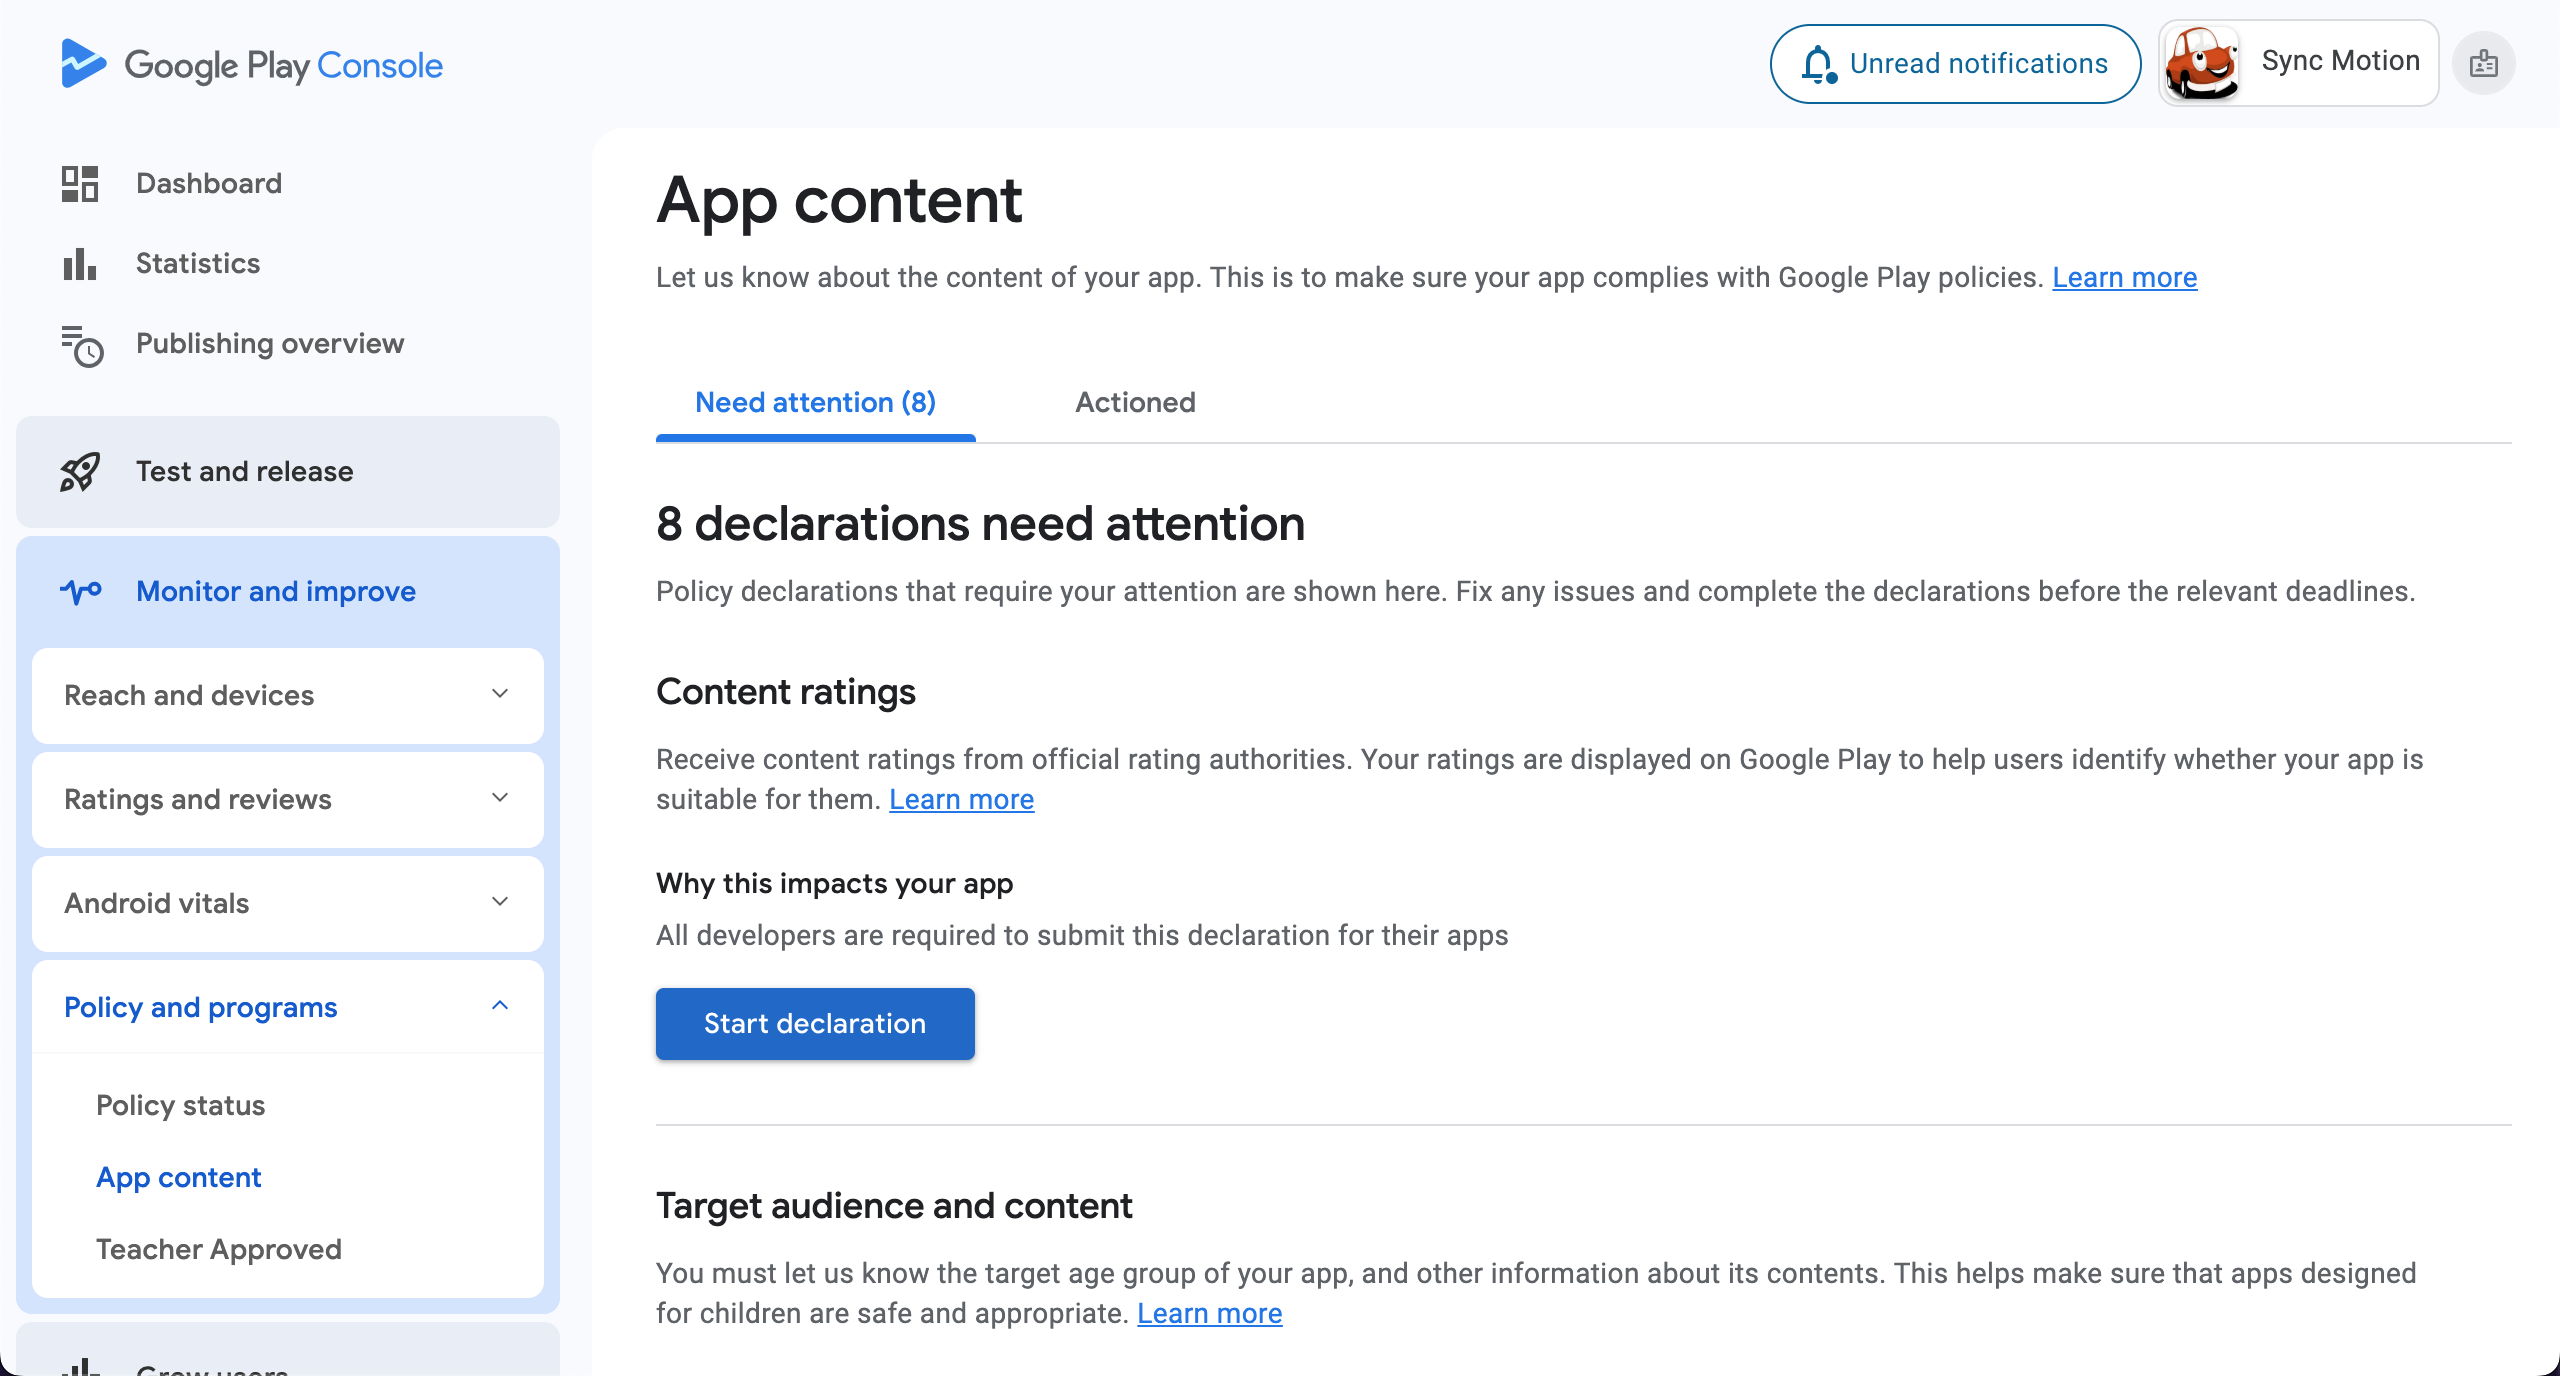 Google Play Console
Unread notifications
Sync Motion
Dashboard
Statistics
Publishing overview
Test and release
Monitor and improve
Reach and devices
Ratings and reviews
Android vitals
Policy and programs
Policy status
App content
Teacher Approved
Grow users
App content
Let us know about the content of your app. This is to make sure your app complies with Google Play policies. Learn more
Need attention (8)
Actioned
8 declarations need attention
Policy declarations that require your attention are shown here. Fix any issues and complete the declarations before the relevant deadlines.
Content ratings
Receive content ratings from official rating authorities. Your ratings are displayed on Google Play to help users identify whether your app is
suitable for them. Learn more
Why this impacts your app
All developers are required to submit this declaration for their apps
Start declaration
Target audience and content
You must let us know the target age group of your app, and other information about its contents. This helps make sure that apps designed
for children are safe and appropriate. Learn more